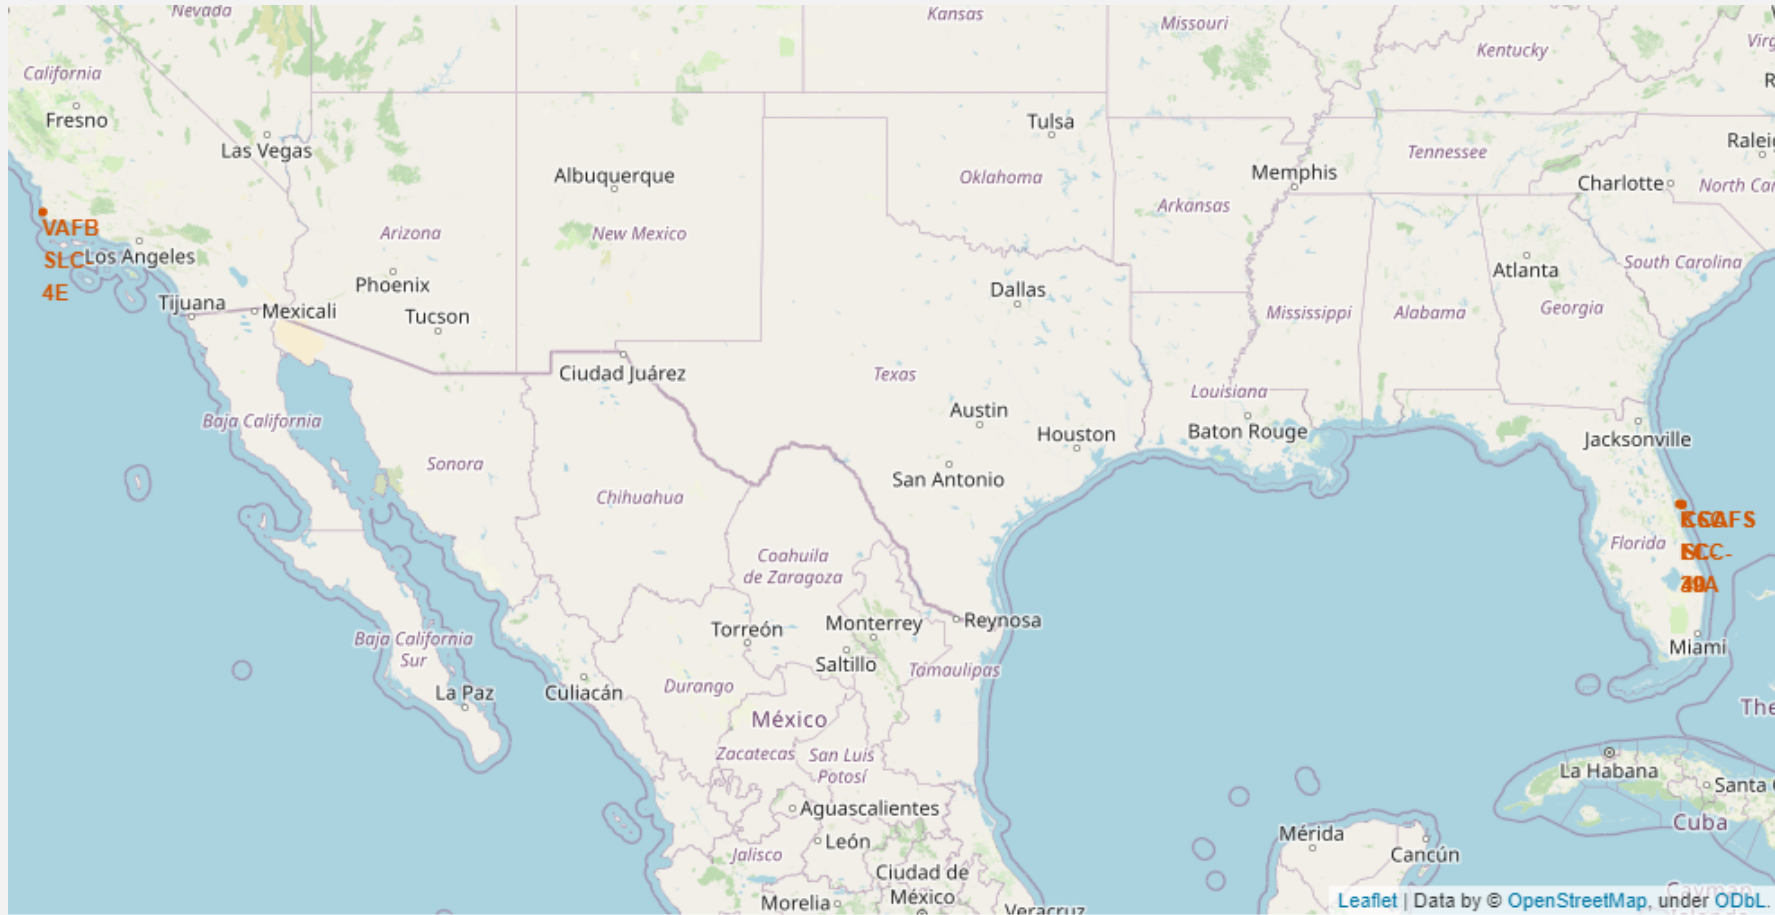 Nevada
Kansas
Missouri
Kentucky
California
Fresno
Las Vegas
Tulsa
Albuquerque
Oklahoma
Memphis
Tennessee
Charlotte
Arkansas
VAFB
SLC
4E
Los Angeles
Arizona
New Mexico
Phoenix
Dallas
Atlanta
South Carolina
Tijuana
Mexicali
Tucson
Mississippi
Alabama
Georgia
Ciudad Juárez
Texas
Louisiana
Baja California
Austin
Houston
Baton Rouge
Jacksonville
Sonora
Chihuahua
San Antonio
Florida
Coahuila
de Zaragoza
Torreón
Monterrey
Reynosa
Baja California
Sur
Saltillo
Tamaulipas
Miami
La Paz
Culiacán
Durango
México
Zacatecas
San Luis
Potosí
The
La Habana
Santa
Aguascalientes
Cuba
León
Mérida
Jalisco
Cancún
Ciudad de
México
Morelia
Veracruz
Leaflet | Data by © OpenStreetMap, under ODbL.